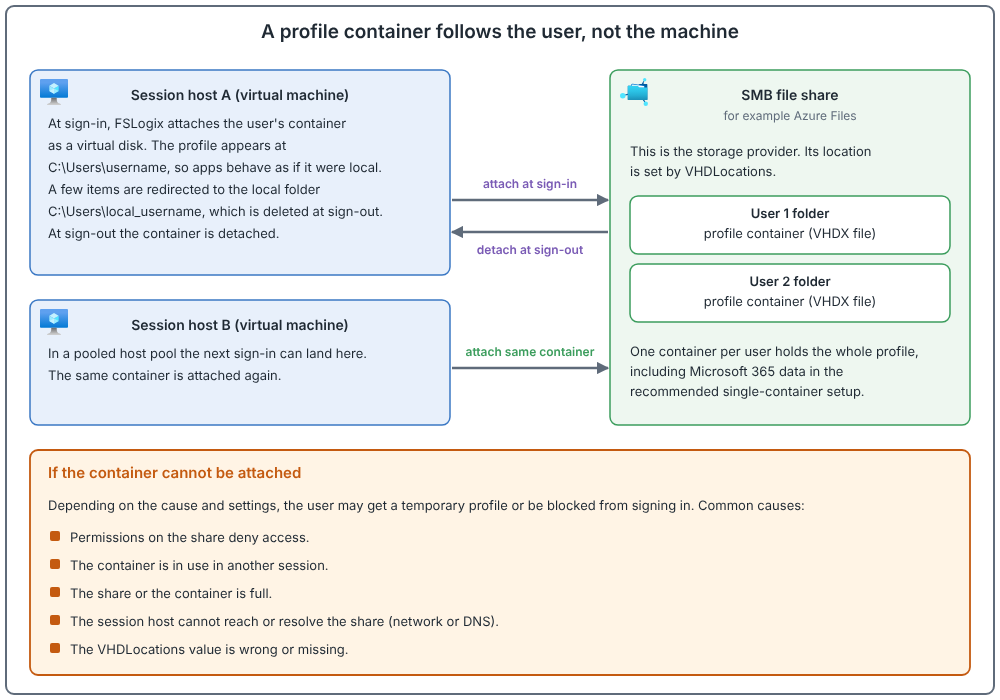 A profile container follows the user, not the machine
Session host A (virtual machine)
At sign-in, FSLogix attaches the user's container
as a virtual disk. The profile appears at
C:\Users\username, so apps behave as if it were local.
A few items are redirected to the local folder
C:\Users\local_username, which is deleted at sign-out.
At sign-out the container is detached.
attach at sign-in
detach at sign-out
SMB file share
for example Azure Files
This is the storage provider. Its location
is set by VHDLocations.
User 1 folder
profile container (VHDX file)
User 2 folder
profile container (VHDX file)
One container per user holds the whole profile,
including Microsoft 365 data in the
recommended single-container setup.
Session host B (virtual machine)
In a pooled host pool the next sign-in can land here.
The same container is attached again.
attach same container
If the container cannot be attached
Depending on the cause and settings, the user may get a temporary profile or be blocked from signing in. Common causes:
Permissions on the share deny access.
The container is in use in another session.
The share or the container is full.
The session host cannot reach or resolve the share (network or DNS).
The VHDLocations value is wrong or missing.